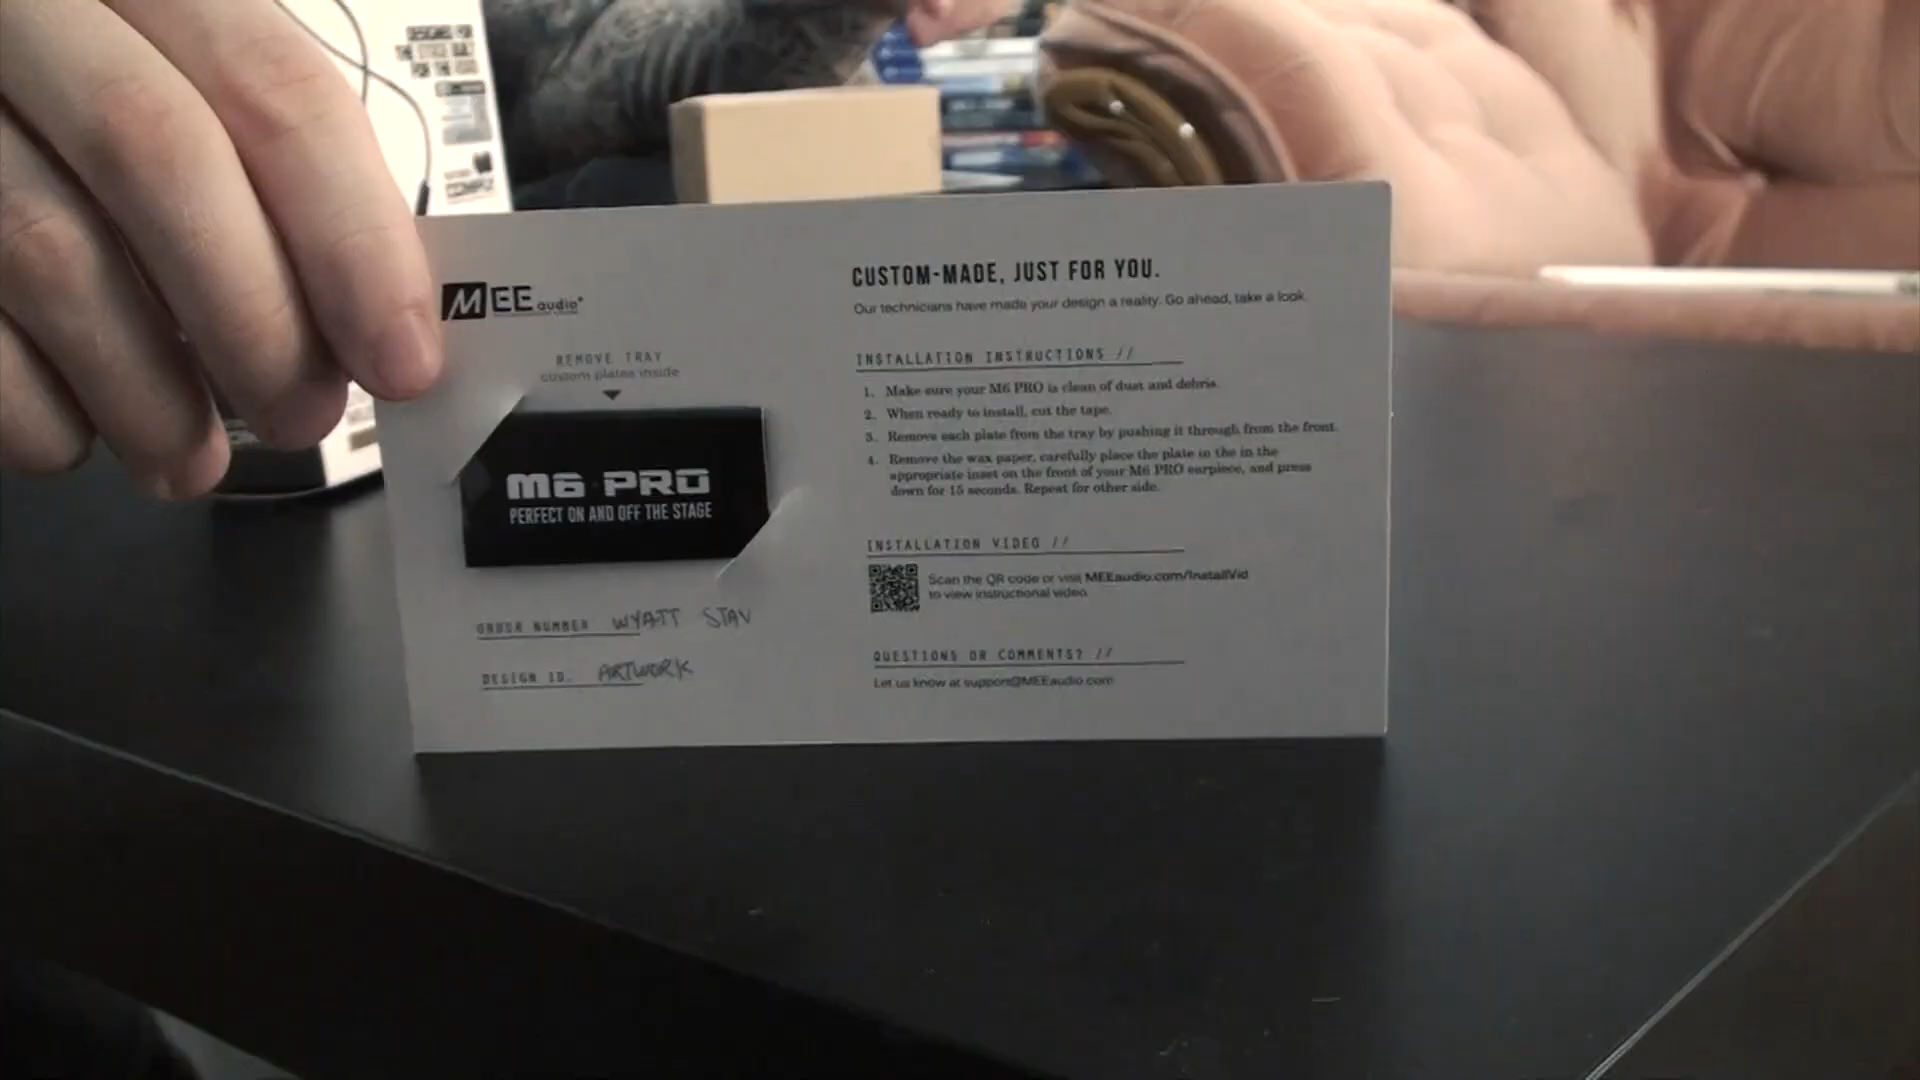 MEE audio
REMOVE TRAY
custom plates inside
M6 PRO
PERFECT ON AND OFF THE STAGE
ORDER NUMBER WYATT STAV
DESIGN ID. ARTWORK
CUSTOM-MADE, JUST FOR YOU.
Our technicians have made your design a reality. Go ahead, take a look.
INSTALLATION INSTRUCTIONS //
1. Make sure your M6 PRO is clean of dust and debris.
2. When ready to install, cut the tape.
3. Remove each plate from the tray by pushing it through from the front.
4. Remove the wax paper, carefully place the plate in the in the
appropriate inset on the front of your M6 PRO earpiece, and press
down for 15 seconds. Repeat for other side.
INSTALLATION VIDEO //
Scan the QR code or visit MEEaudio.com/InstallVid
to view instructional video.
QUESTIONS OR COMMENTS? //
Let us know at support@MEEaudio.com